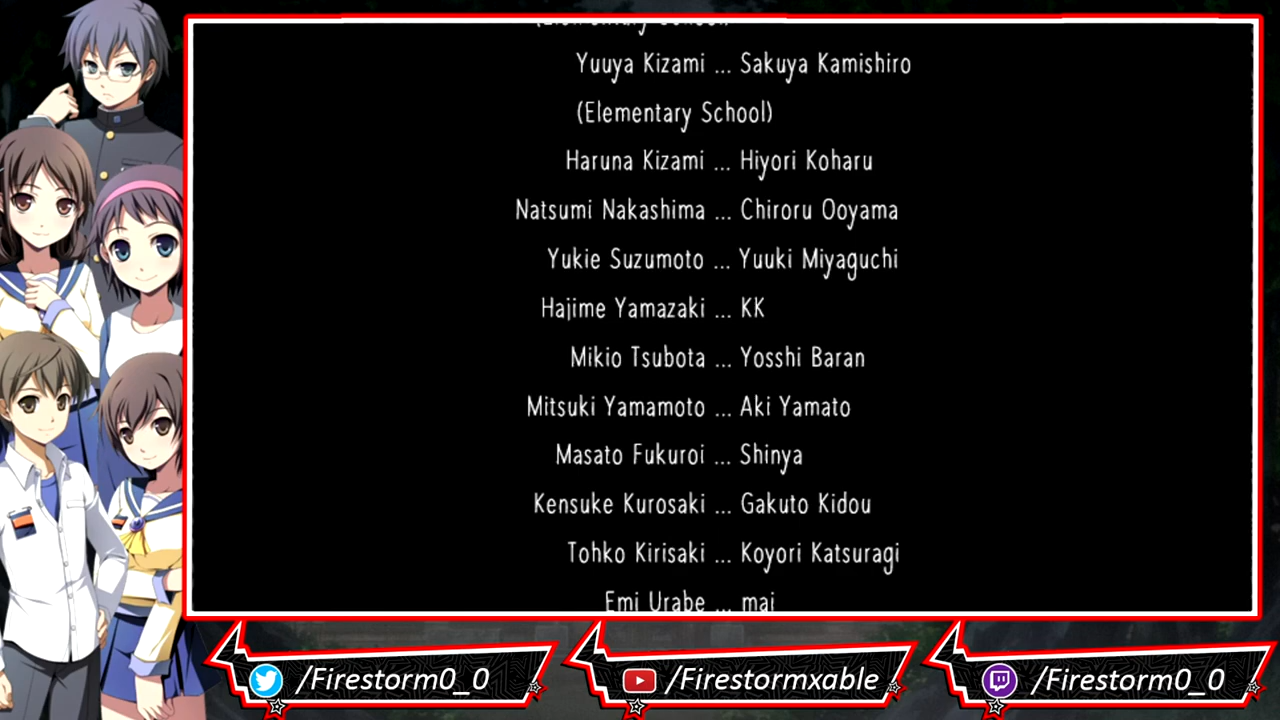 (Elementary School)
Yuuya Kizami ... Sakuya Kamishiro
(Elementary School)
Haruna Kizami ... Hiyori Koharu
Natsumi Nakashima ... Chiroru Ooyama
Yukie Suzumoto ... Yuuki Miyaguchi
Hajime Yamazaki ... KK
Mikio Tsubota ... Yosshi Baran
Mitsuki Yamamoto ... Aki Yamato
Masato Fukuroi ... Shinya
Kensuke Kurosaki ... Gakuto Kidou
Tohko Kirisaki ... Koyori Katsuragi
Emi Urabe ... mai
/Firestorm0_0
/Firestormxable
/Firestorm0_0